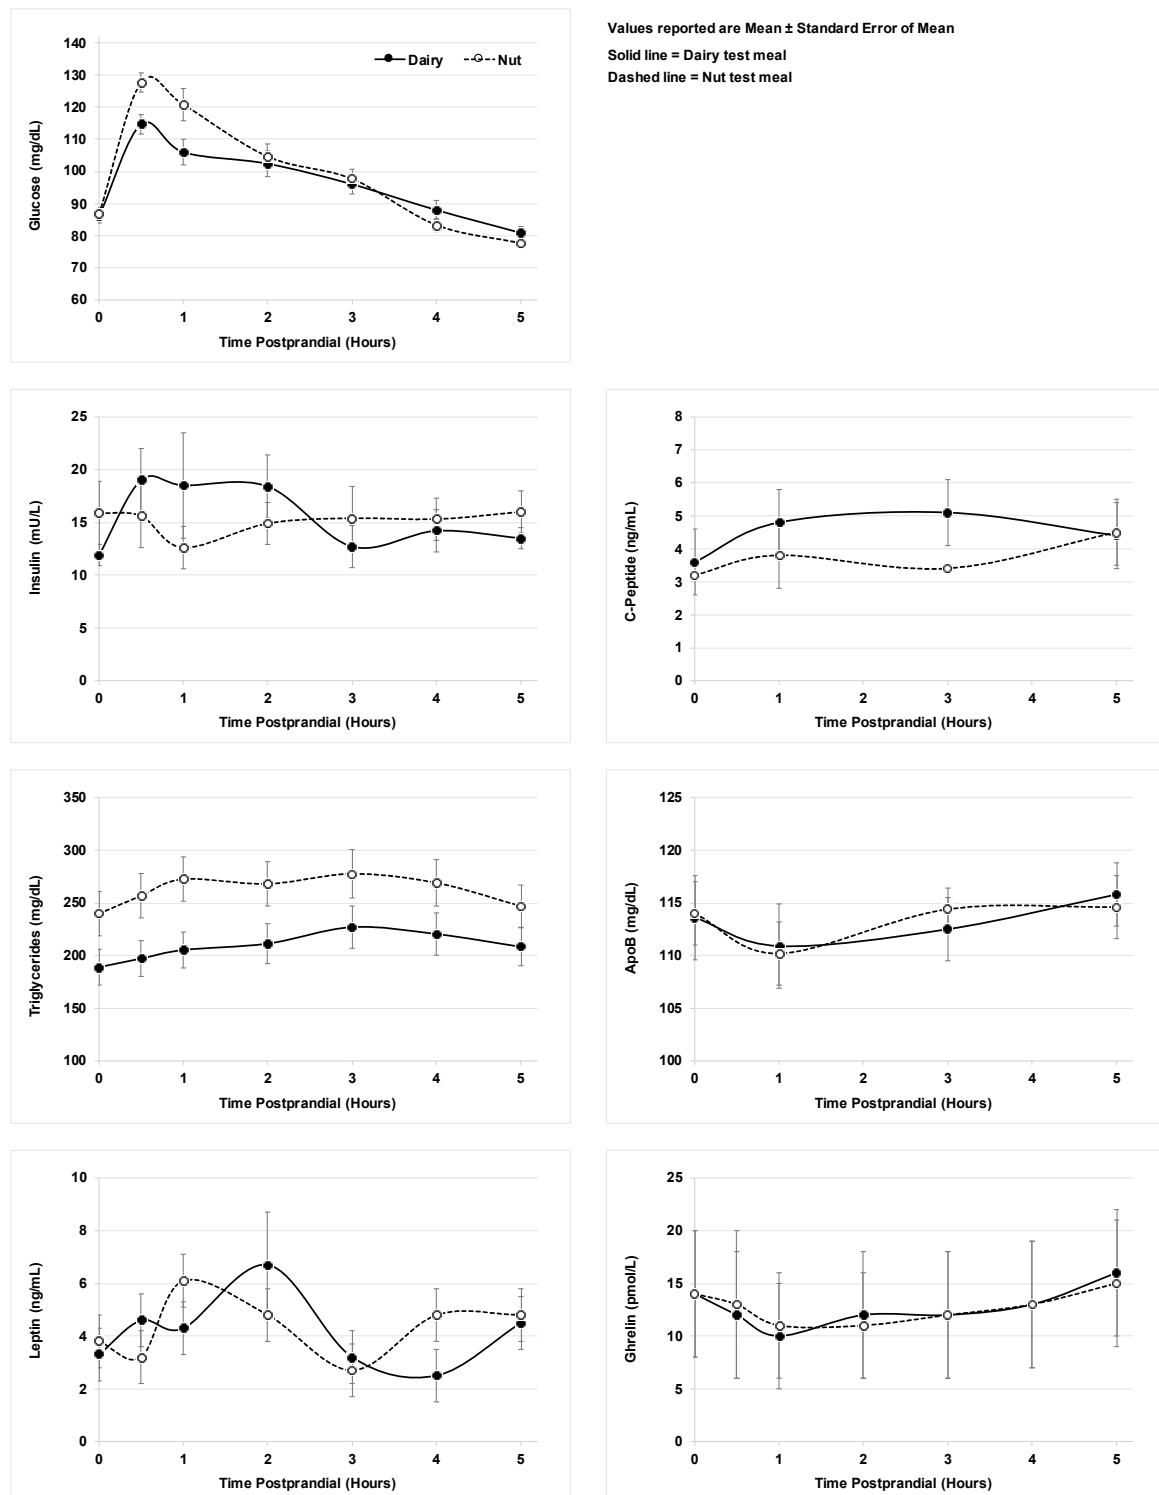 Values reported are Mean ± Standard Error of Mean
Solid line = Dairy test meal
Dashed line = Nut test meal
Glucose (mg/dL)
140
130
120
110
100
90
80
70
60
Dairy Nut
0 1 2 3 4 5
Time Postprandial (Hours)
Insulin (mU/L)
25
20
15
10
5
0
0 1 2 3 4 5
Time Postprandial (Hours)
C-Peptide (ng/mL)
8
7
6
5
4
3
2
1
0
0 1 2 3 4 5
Time Postprandial (Hours)
Triglycerides (mg/dL)
350
300
250
200
150
100
0 1 2 3 4 5
Time Postprandial (Hours)
ApoB (mg/dL)
125
120
115
110
105
100
0 1 2 3 4 5
Time Postprandial (Hours)
Leptin (ng/mL)
10
8
6
4
2
0
0 1 2 3 4 5
Time Postprandial (Hours)
Ghrelin (pmol/L)
25
20
15
10
5
0
0 1 2 3 4 5
Time Postprandial (Hours)